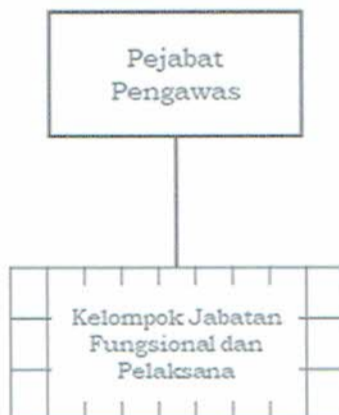 Pejabat
Pengawas
Kelompok Jabatan
Fungsional dan
Pelaksana